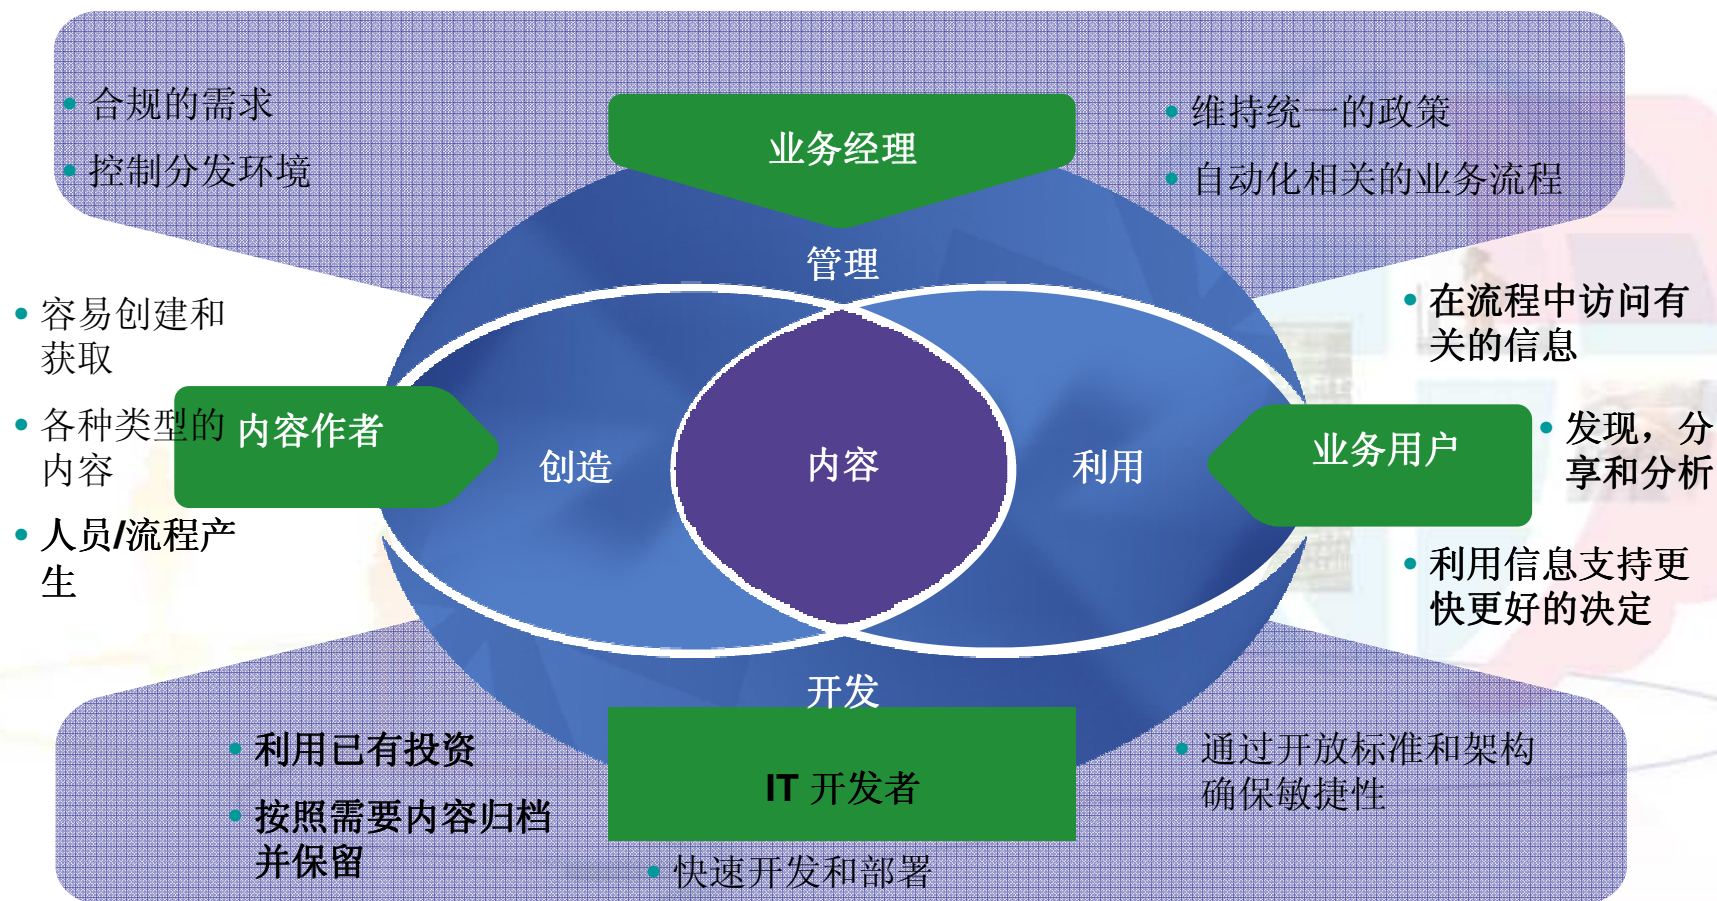 合规的需求
控制分发环境
业务经理
维持统一的政策
自动化相关的业务流程
管理
容易创建和
获取
各种类型的
内容
人员/流程产
生
内容作者
创造
内容
利用
业务用户
在流程中访问有
关的信息
发现，分
享和分析
利用信息支持更
快更好的决定
开发
IT 开发者
利用已有投资
按照需要内容归档
并保留
快速开发和部署
通过开放标准和架构
确保敏捷性